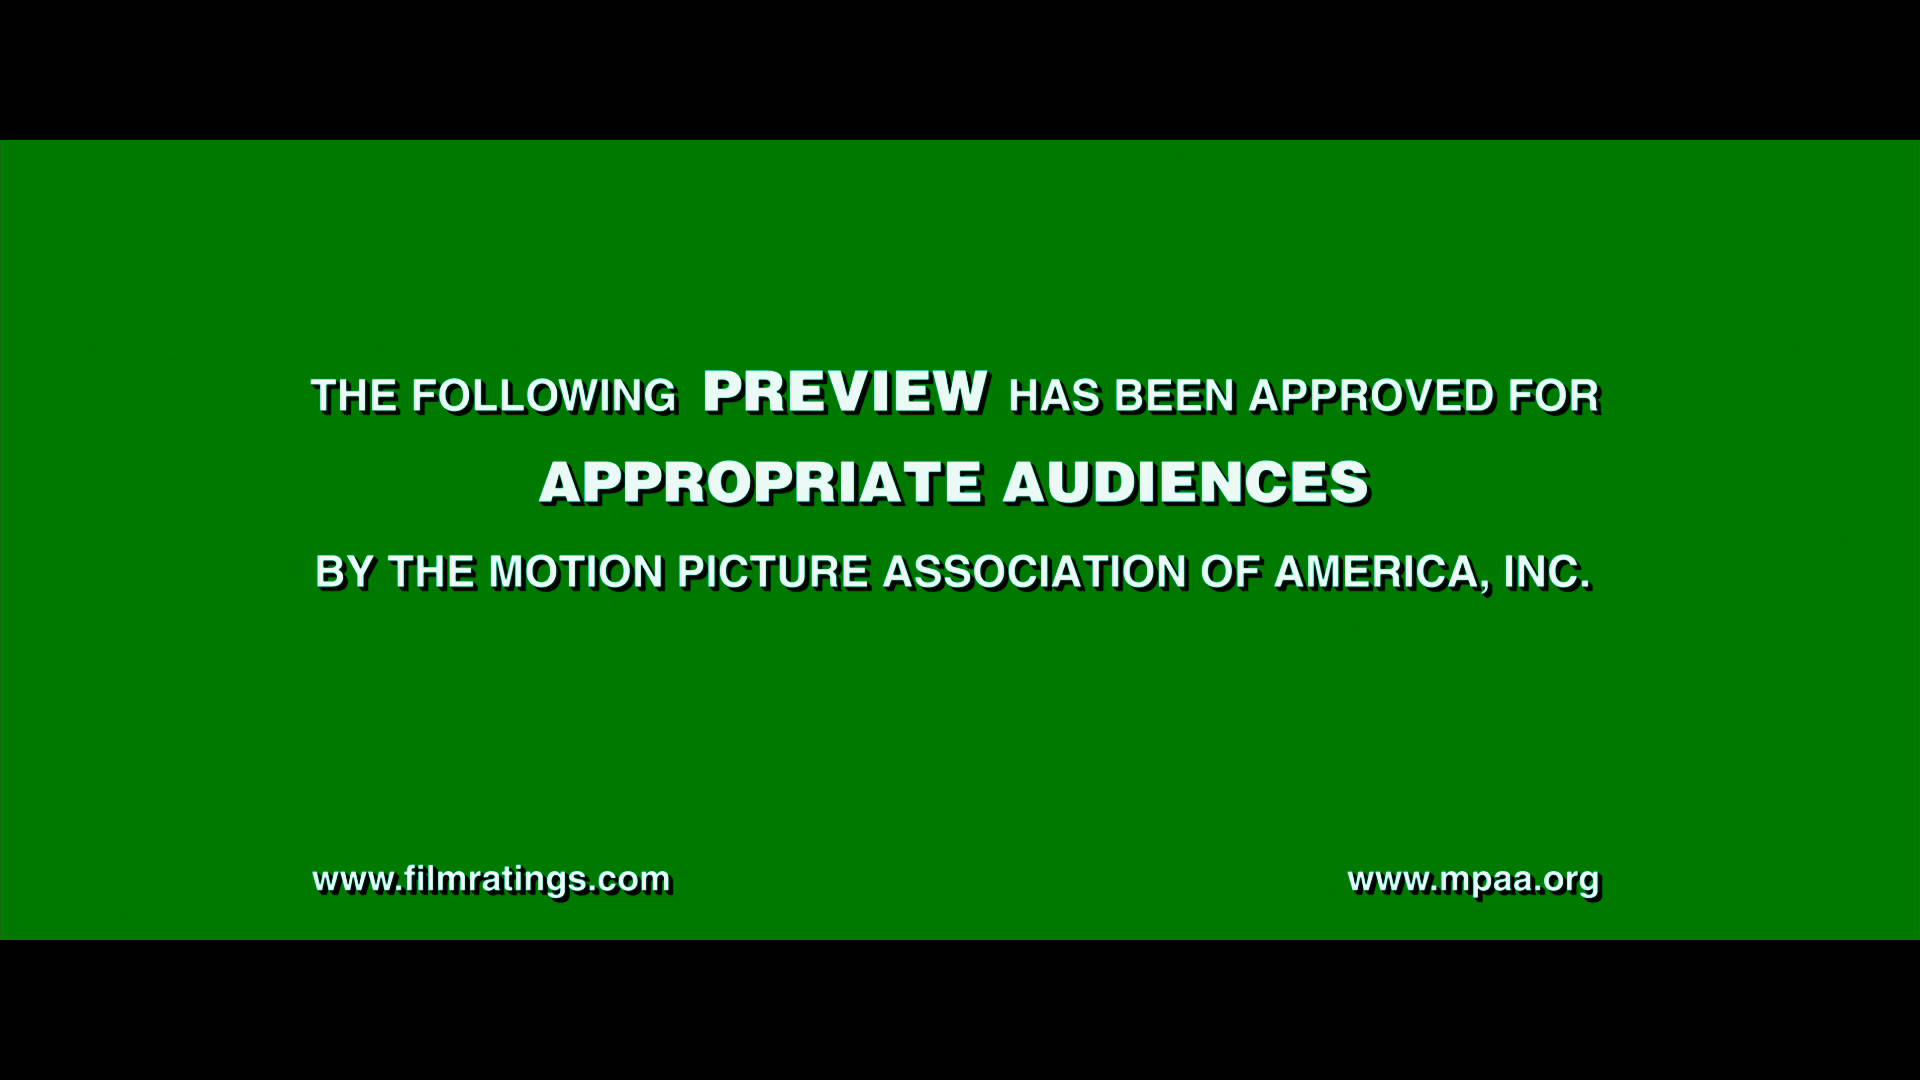 THE FOLLOWING PREVIEW HAS BEEN APPROVED FOR
APPROPRIATE AUDIENCES
BY THE MOTION PICTURE ASSOCIATION OF AMERICA, INC.
www.filmratings.com
www.mpaa.org